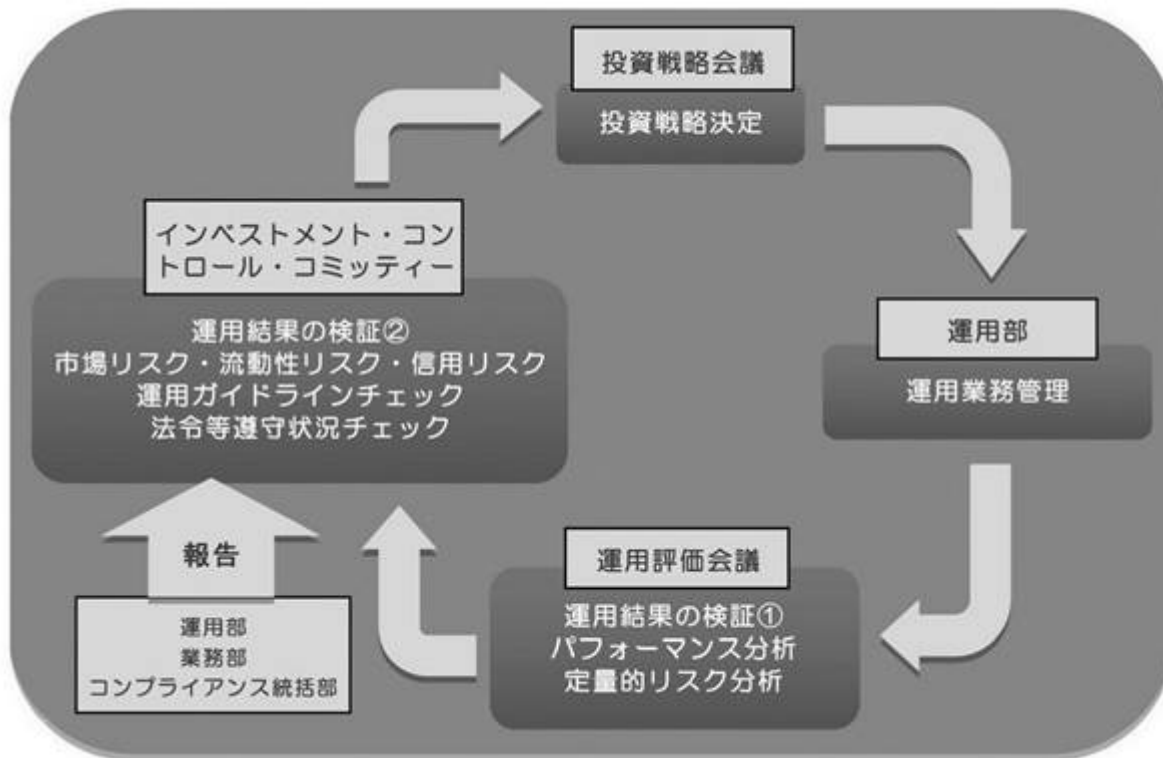 投資戦略会議
投資戦略決定
インベストメント・コン
トロール・コミッティー
運用結果の検証②
市場リスク・流動性リスク・信用リスク
運用ガイドラインチェック
法令等遵守状況チェック
運用部
運用業務管理
報告
運用部
業務部
コンプライアンス統括部
運用評価会議
運用結果の検証①
パフォーマンス分析
定量的リスク分析